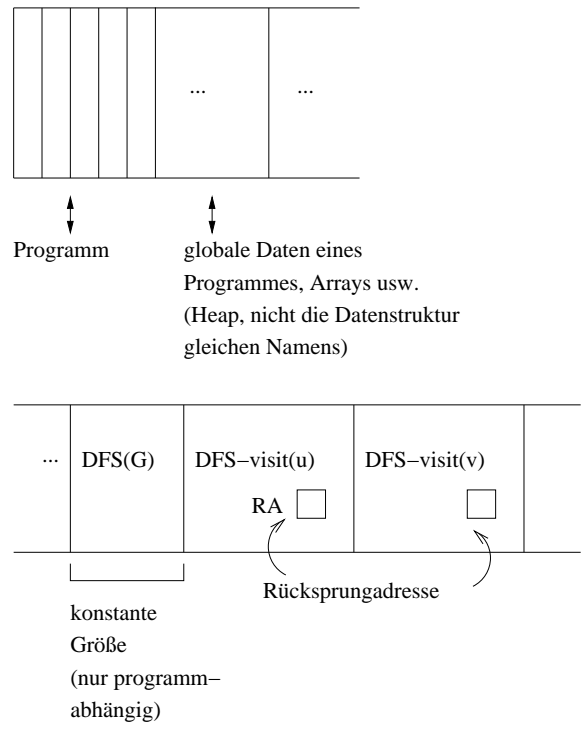 ... ...
Programm
globale Daten eines
Programmes, Arrays usw.
(Heap, nicht die Datenstruktur
gleichen Namens)
... DFS(G) DFS−visit(u) DFS−visit(v)
RA
Rücksprungadresse
konstante
Größe
(nur programm−
abhängig)